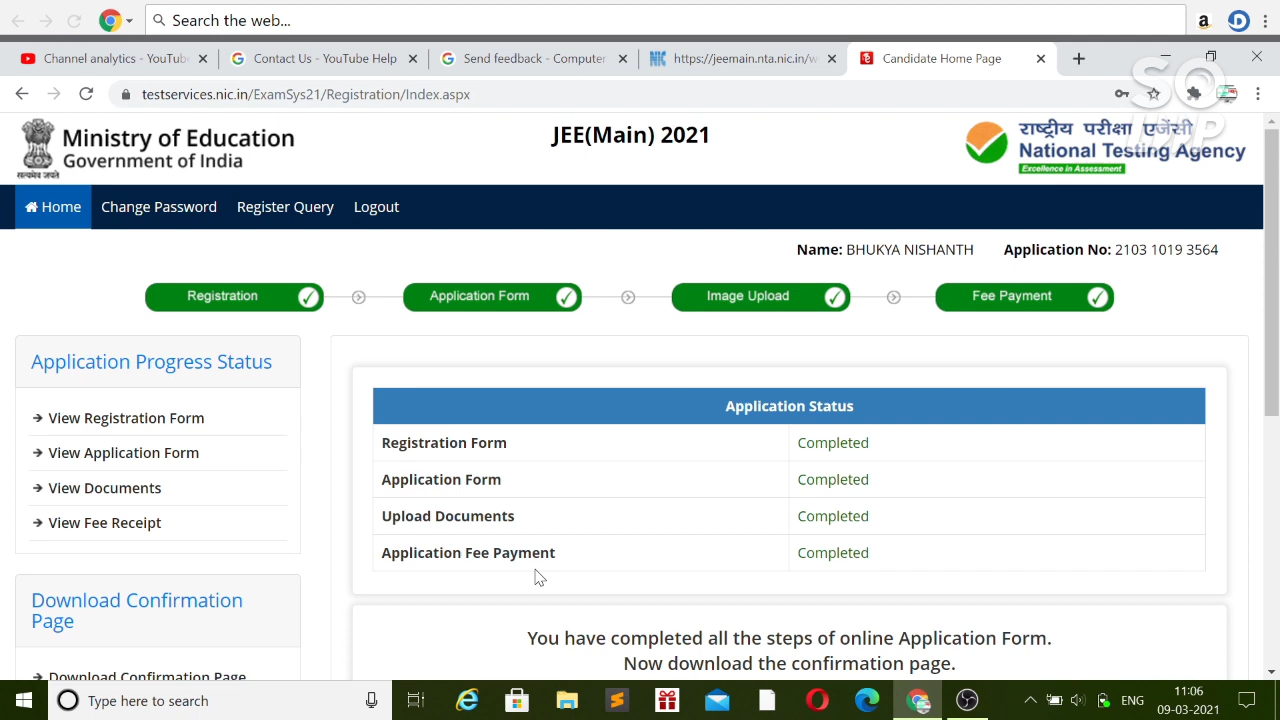 Search the web...
Channel analytics - YouTube
Contact Us - YouTube Help
Send feedback - Computer
https://jeemain.nta.nic.in/w
Candidate Home Page
testservices.nic.in/ExamSys21/Registration/Index.aspx
सत्यमेव जयते
Ministry of Education
Government of India
JEE(Main) 2021
राष्ट्रीय परीक्षा एजेंसी
National Testing Agency
Excellence in Assessment
Home Change Password Register Query Logout
Name: BHUKYA NISHANTH Application No: 2103 1019 3564
Registration Application Form Image Upload Fee Payment
Application Progress Status
View Registration Form
View Application Form
View Documents
View Fee Receipt
Application Status
Registration Form Completed
Application Form Completed
Upload Documents Completed
Application Fee Payment Completed
Download Confirmation
Page
Download Confirmation Page
You have completed all the steps of online Application Form.
Now download the confirmation page.
Type here to search
ENG
11:06
09-03-2021